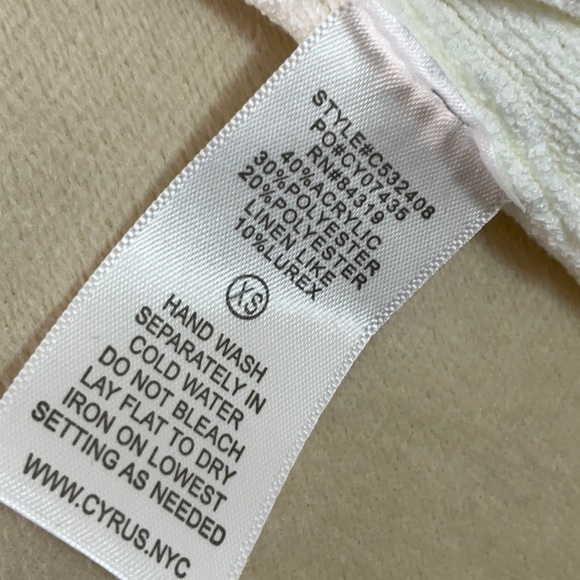 STYLE#C532408
PO#CY07435
RN#84319
40%ACRYLIC
30%POLYESTER
20%POLYESTER
LINEN LIKE
10%LUREX
XS
HAND WASH
SEPARATELY IN
COLD WATER
DO NOT BLEACH
LAY FLAT TO DRY
IRON ON LOWEST
SETTING AS NEEDED
WWW.CYRUS.NYC